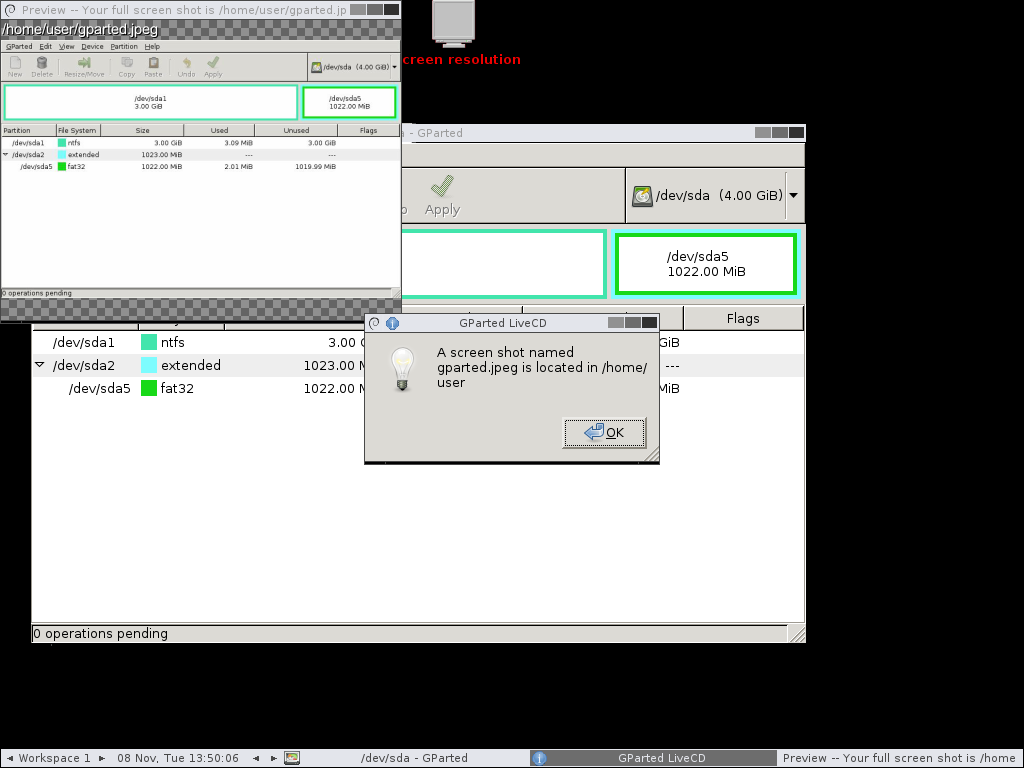 Preview -- Your full screen shot is /home/user/gparted.jp
/home/user/gparted.jpeg
GParted Edit View Device Partition Help
New Delete Resize/Move Copy Paste Undo Apply /dev/sda (4.00 GiB)
/dev/sda1
3.00 GiB
/dev/sda5
1022.00 MiB
Partition File System Size Used Unused Flags
/dev/sda1 ntfs 3.00 GiB 3.09 MiB 3.00 GiB
/dev/sda2 extended 1023.00 MiB --- ---
/dev/sda5 fat32 1022.00 MiB 2.01 MiB 1019.99 MiB
0 operations pending
creen resolution
- GParted
o Apply /dev/sda (4.00 GiB)
/dev/sda5
1022.00 MiB
Flags
/dev/sda1 ntfs 3.00 G GiB
/dev/sda2 extended 1023.00 M ---
/dev/sda5 fat32 1022.00 M MiB
0 operations pending
GParted LiveCD
A screen shot named
gparted.jpeg is located in /home/
user
OK
Workspace 1 08 Nov, Tue 13:50:06 /dev/sda - GParted GParted LiveCD Preview -- Your full screen shot is /home